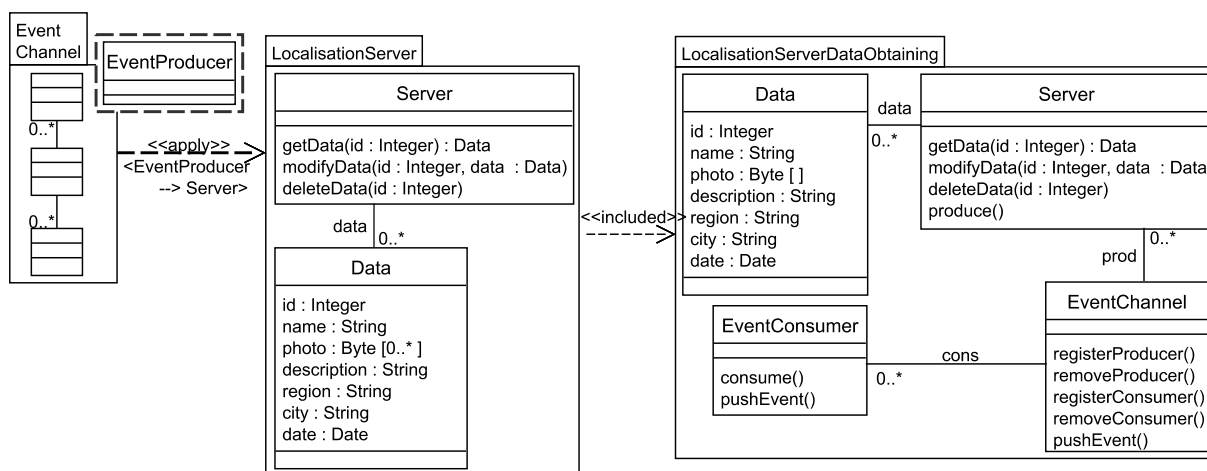 Event
Channel
EventProducer
0..*
0..*
<<apply>>
<EventProducer
--> Server>
LocalisationServer
Server
getData(id : Integer) : Data
modifyData(id : Integer, data : Data)
deleteData(id : Integer)
data
0..*
Data
id : Integer
name : String
photo : Byte [0..* ]
description : String
region : String
city : String
date : Date
<<included>>
LocalisationServerDataObtaining
Data
id : Integer
name : String
photo : Byte [ ]
description : String
region : String
city : String
date : Date
data
0..*
Server
getData(id : Integer) : Data
modifyData(id : Integer, data : Data)
deleteData(id : Integer)
produce()
0..*
prod
EventConsumer
consume()
pushEvent()
cons
0..*
EventChannel
registerProducer()
removeProducer()
registerConsumer()
removeConsumer()
pushEvent()